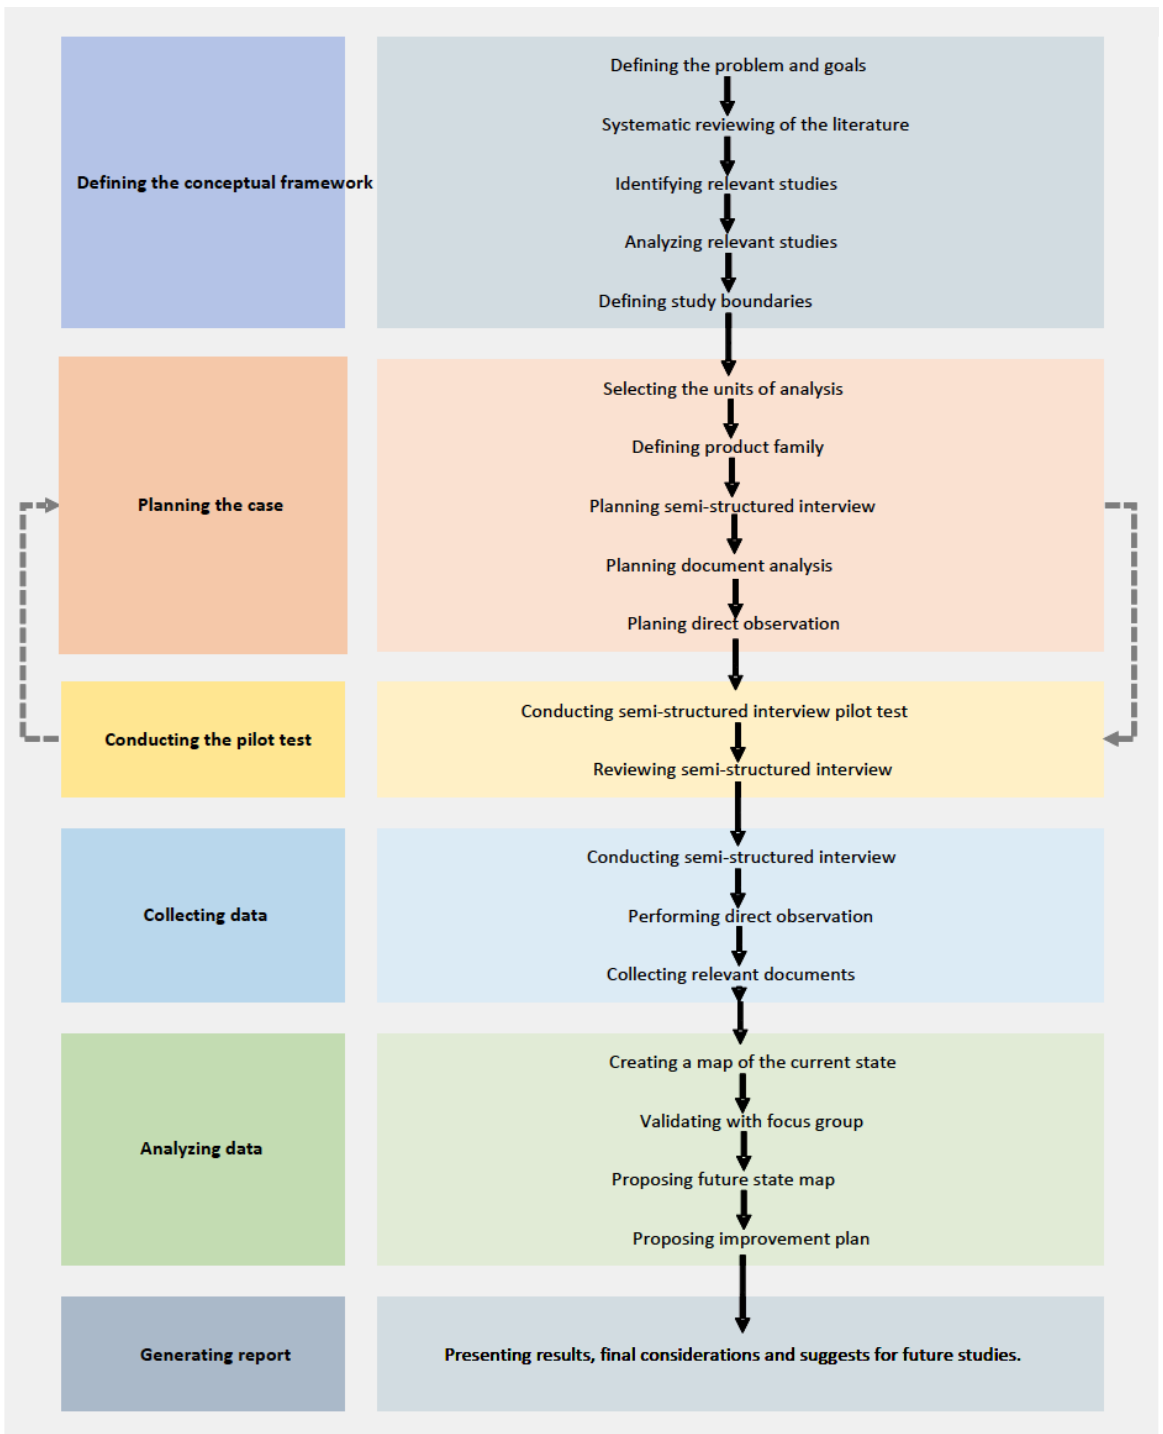 Defining the conceptual framework
Defining the problem and goals
Systematic reviewing of the literature
Identifying relevant studies
Analyzing relevant studies
Defining study boundaries
Planning the case
Selecting the units of analysis
Defining product family
Planning semi-structured interview
Planning document analysis
Planing direct observation
Conducting the pilot test
Conducting semi-structured interview pilot test
Reviewing semi-structured interview
Collecting data
Conducting semi-structured interview
Performing direct observation
Collecting relevant documents
Analyzing data
Creating a map of the current state
Validating with focus group
Proposing future state map
Proposing improvement plan
Generating report
Presenting results, final considerations and suggests for future studies.